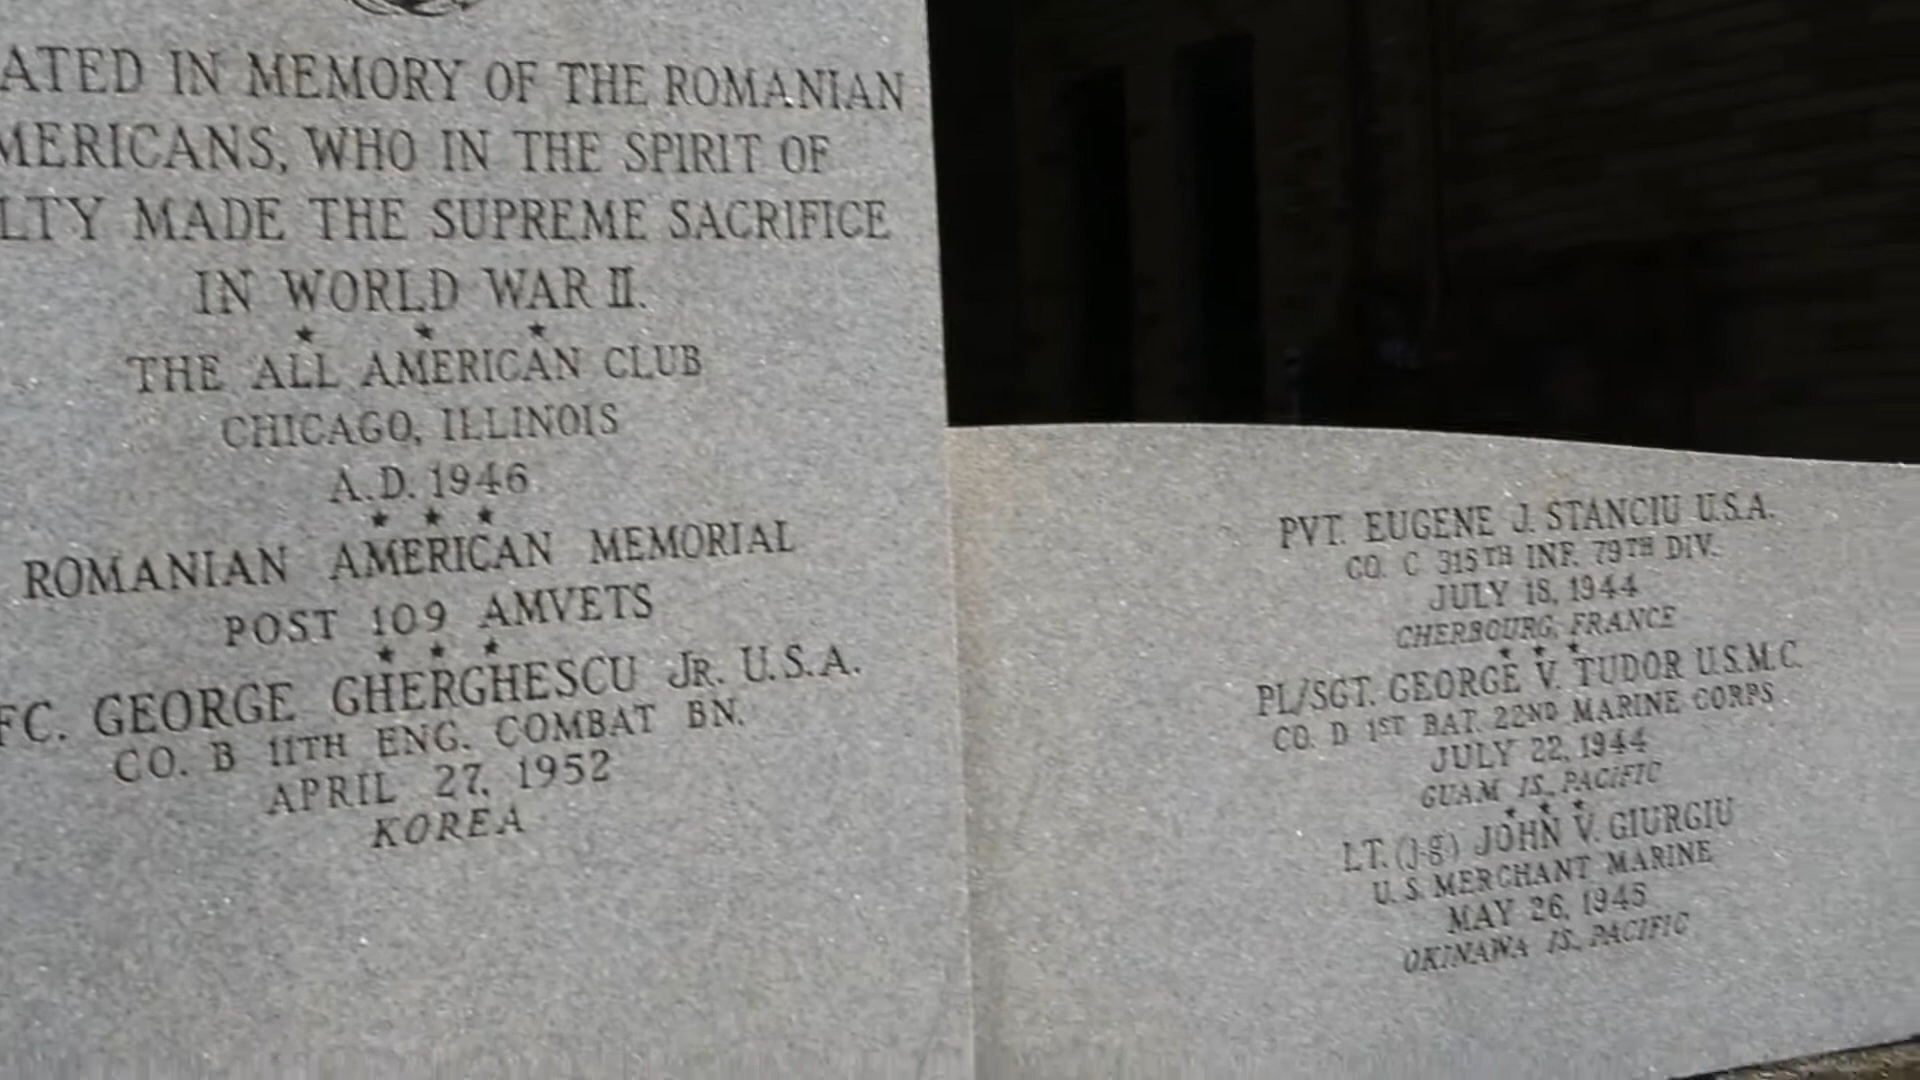 ATED IN MEMORY OF THE ROMANIAN
MERICANS, WHO IN THE SPIRIT OF
LTY MADE THE SUPREME SACRIFICE
IN WORLD WAR II.
THE ALL AMERICAN CLUB
CHICAGO, ILLINOIS
A.D. 1946
ROMANIAN AMERICAN MEMORIAL
POST 109 AMVETS
FC. GEORGE GHERGHESCU JR. U.S.A.
CO. B 11TH ENG. COMBAT BN.
APRIL 27, 1952
KOREA
PVT. EUGENE J. STANCIU U.S.A.
CO. C 315TH INF. 79TH DIV.
JULY 18, 1944
CHERBOURG, FRANCE
PL/SGT. GEORGE V. TUDOR U.S.M.C.
CO. D 1ST BAT. 22ND MARINE CORPS
JULY 22, 1944
GUAM IS., PACIFIC
LT. (J-g.) JOHN V. GIURGIU
U.S. MERCHANT MARINE
MAY 26, 1945
OKINAWA IS., PACIFIC